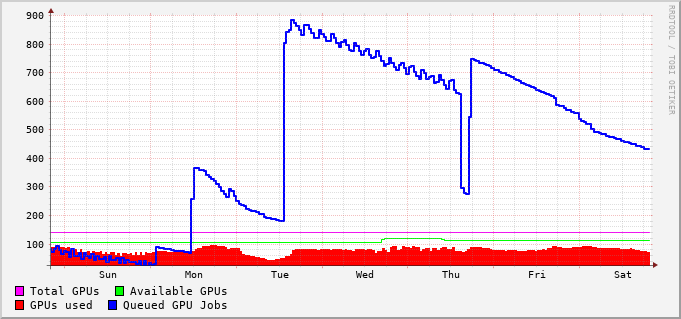 900
800
700
600
500
400
300
200
100
Sun Mon Tue Wed Thu Fri Sat
Total GPUs Available GPUs
GPUs used Queued GPU Jobs
RRDTOOL / TOBI OETIKER